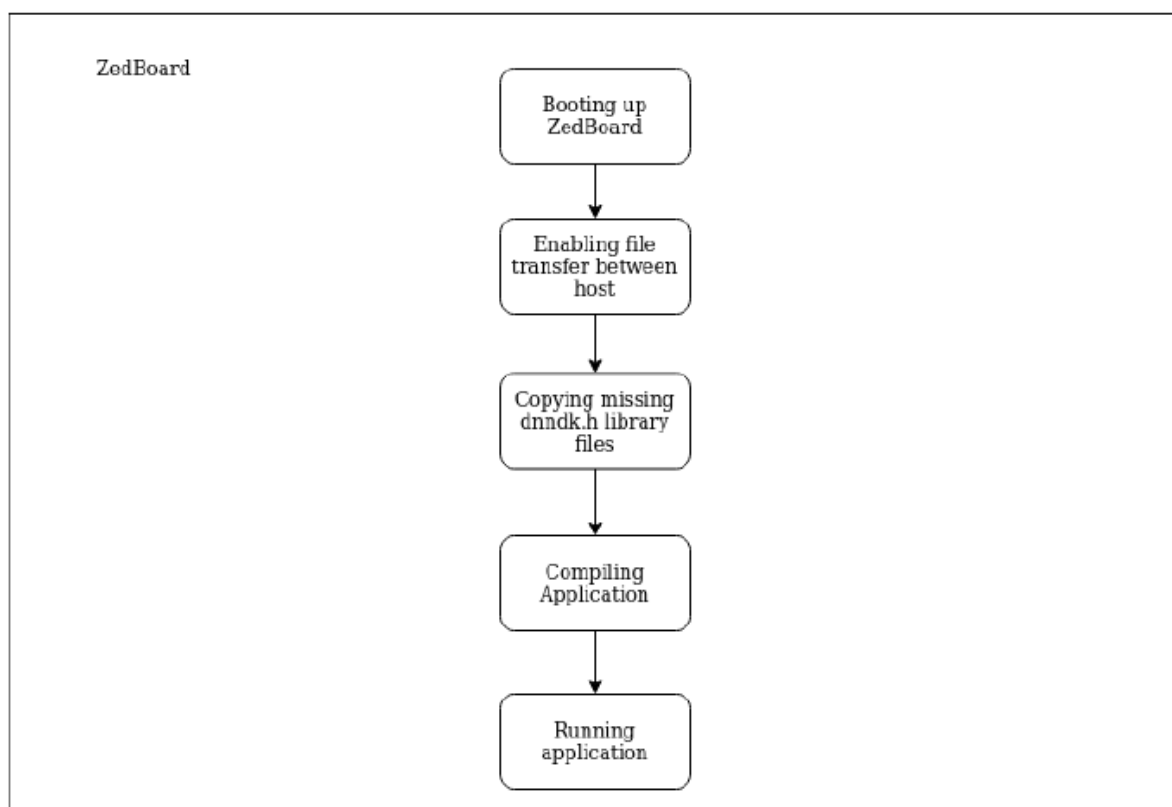 ZedBoard
Booting up
ZedBoard
Enabling file
transfer between
host
Copying missing
dnndk.h library
files
Compiling
Application
Running
application